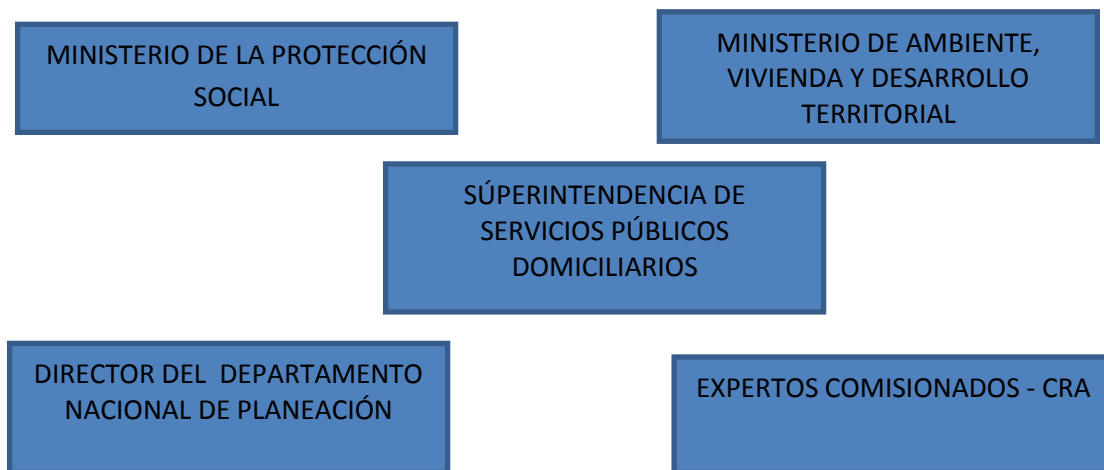 MINISTERIO DE LA PROTECCIÓN
SOCIAL
MINISTERIO DE AMBIENTE,
VIVIENDA Y DESARROLLO
TERRITORIAL
SÚPERINTENDENCIA DE
SERVICIOS PÚBLICOS
DOMICILIARIOS
DIRECTOR DEL DEPARTAMENTO
NACIONAL DE PLANEACIÓN
EXPERTOS COMISIONADOS - CRA